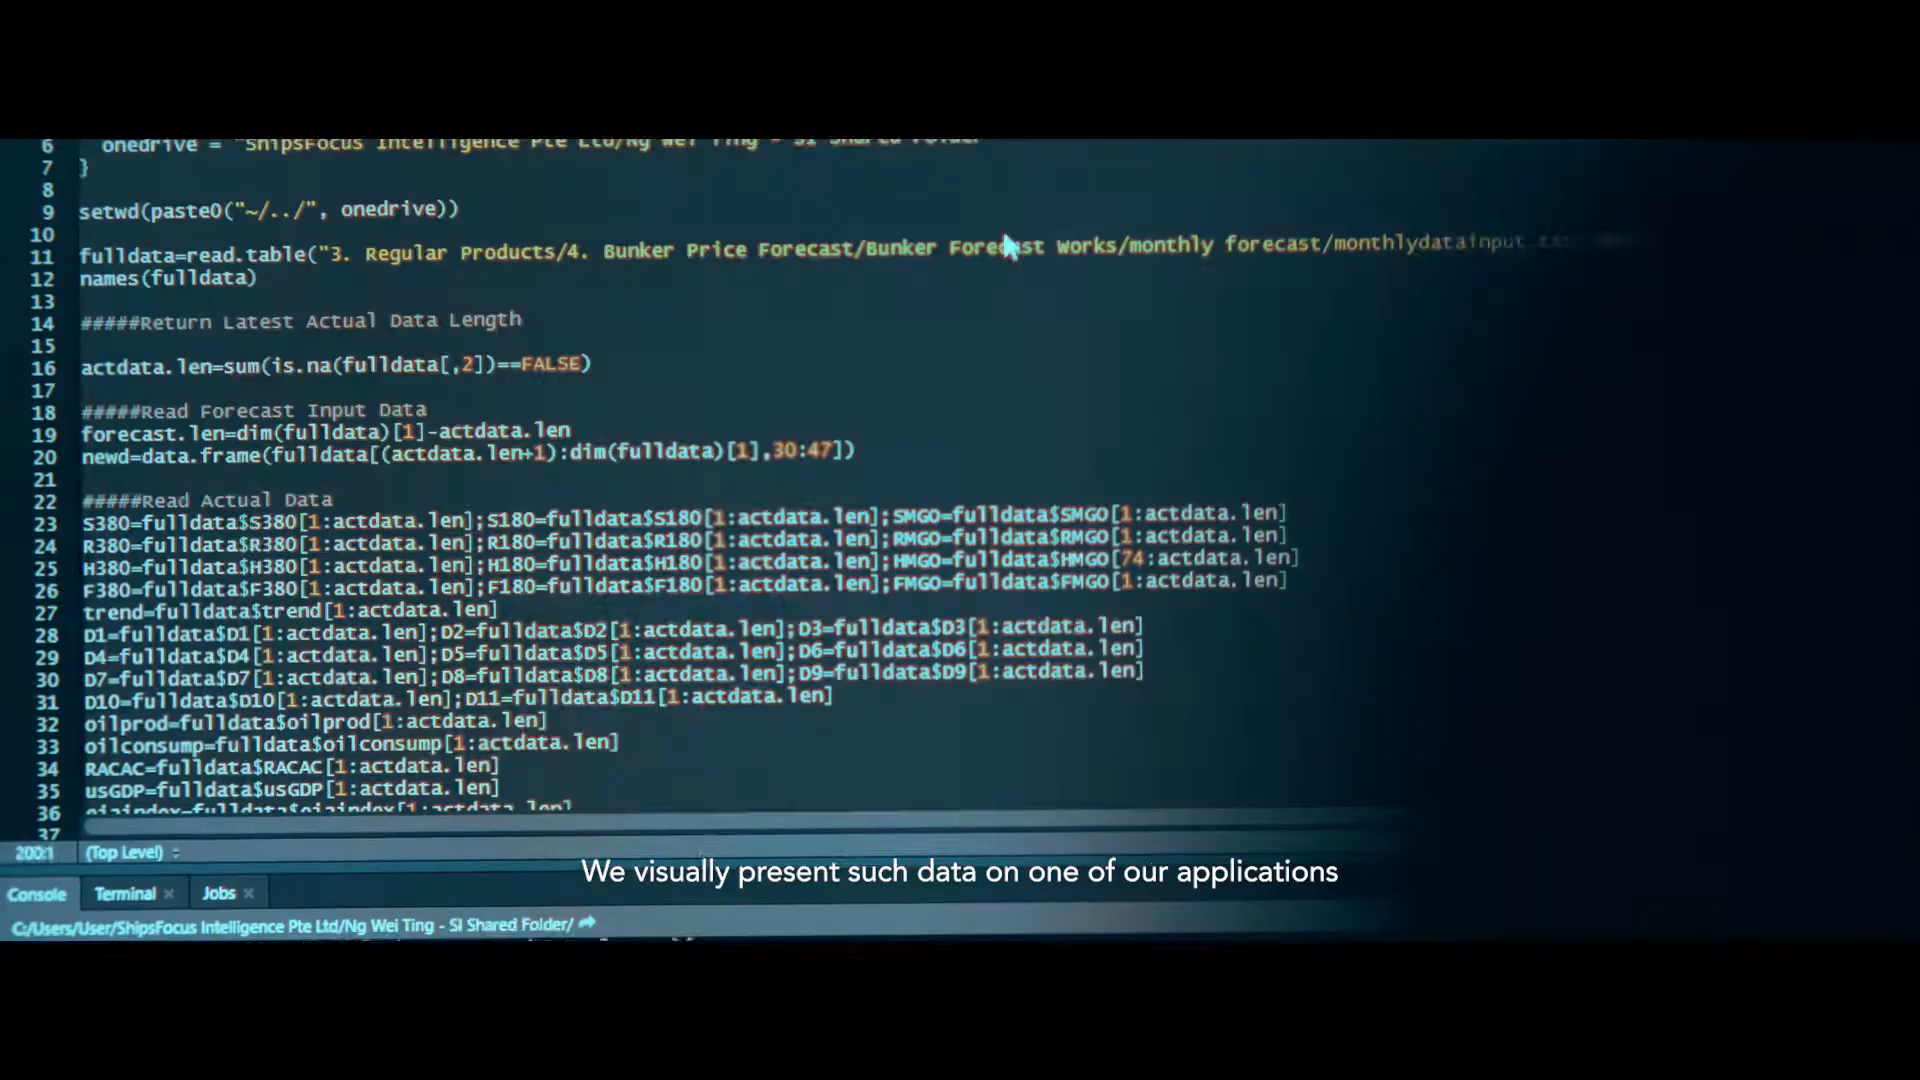 6 onedrive = "ShipsFocus Intelligence Pte Ltd/Ng Wei Ting - SI Shared Folder
7 }
8
9 setwd(paste0("~/../", onedrive))
10
11 fulldata=read.table("3. Regular Products/4. Bunker Price Forecast/Bunker Forecast Works/monthly forecast/monthlydatainput
12 names(fulldata)
13
14 #####Return Latest Actual Data Length
15
16 actdata.len=sum(is.na(fulldata[,2])==FALSE)
17
18 #####Read Forecast Input Data
19 forecast.len=dim(fulldata)[1]-actdata.len
20 newd=data.frame(fulldata[(actdata.len+1):dim(fulldata)[1],30:47])
21
22 #####Read Actual Data
23 S380=fulldata$S380[1:actdata.len];S180=fulldata$S180[1:actdata.len];SMGO=fulldata$SMGO[1:actdata.len]
24 R380=fulldata$R380[1:actdata.len];R180=fulldata$R180[1:actdata.len];RMGO=fulldata$RMGO[1:actdata.len]
25 H380=fulldata$H380[1:actdata.len];H180=fulldata$H180[1:actdata.len];HMGO=fulldata$HMGO[74:actdata.len]
26 F380=fulldata$F380[1:actdata.len];F180=fulldata$F180[1:actdata.len];FMGO=fulldata$FMGO[1:actdata.len]
27 trend=fulldata$trend[1:actdata.len]
28 D1=fulldata$D1[1:actdata.len];D2=fulldata$D2[1:actdata.len];D3=fulldata$D3[1:actdata.len]
29 D4=fulldata$D4[1:actdata.len];D5=fulldata$D5[1:actdata.len];D6=fulldata$D6[1:actdata.len]
30 D7=fulldata$D7[1:actdata.len];D8=fulldata$D8[1:actdata.len];D9=fulldata$D9[1:actdata.len]
31 D10=fulldata$D10[1:actdata.len];D11=fulldata$D11[1:actdata.len]
32 oilprod=fulldata$oilprod[1:actdata.len]
33 oilconsump=fulldata$oilconsump[1:actdata.len]
34 RACAC=fulldata$RACAC[1:actdata.len]
35 usGDP=fulldata$usGDP[1:actdata.len]
36
37
200:1 (Top Level)
We visually present such data on one of our applications
Console Terminal Jobs
C:/Users/User/ShipsFocus Intelligence Pte Ltd/Ng Wei Ting - SI Shared Folder/